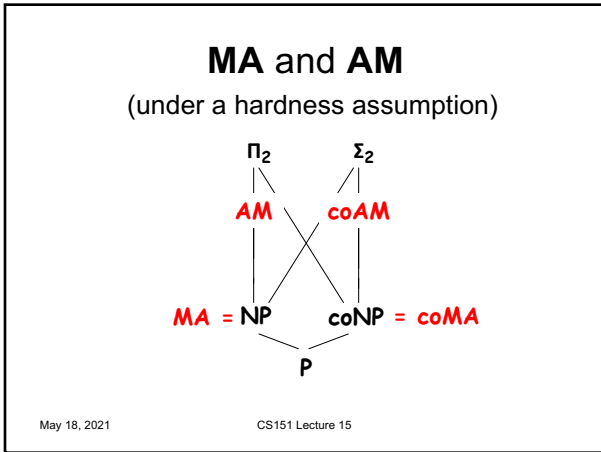 MA and AM
(under a hardness assumption)
Π₂ Σ₂
AM coAM
MA = NP coNP = coMA
P
May 18, 2021 CS151 Lecture 15